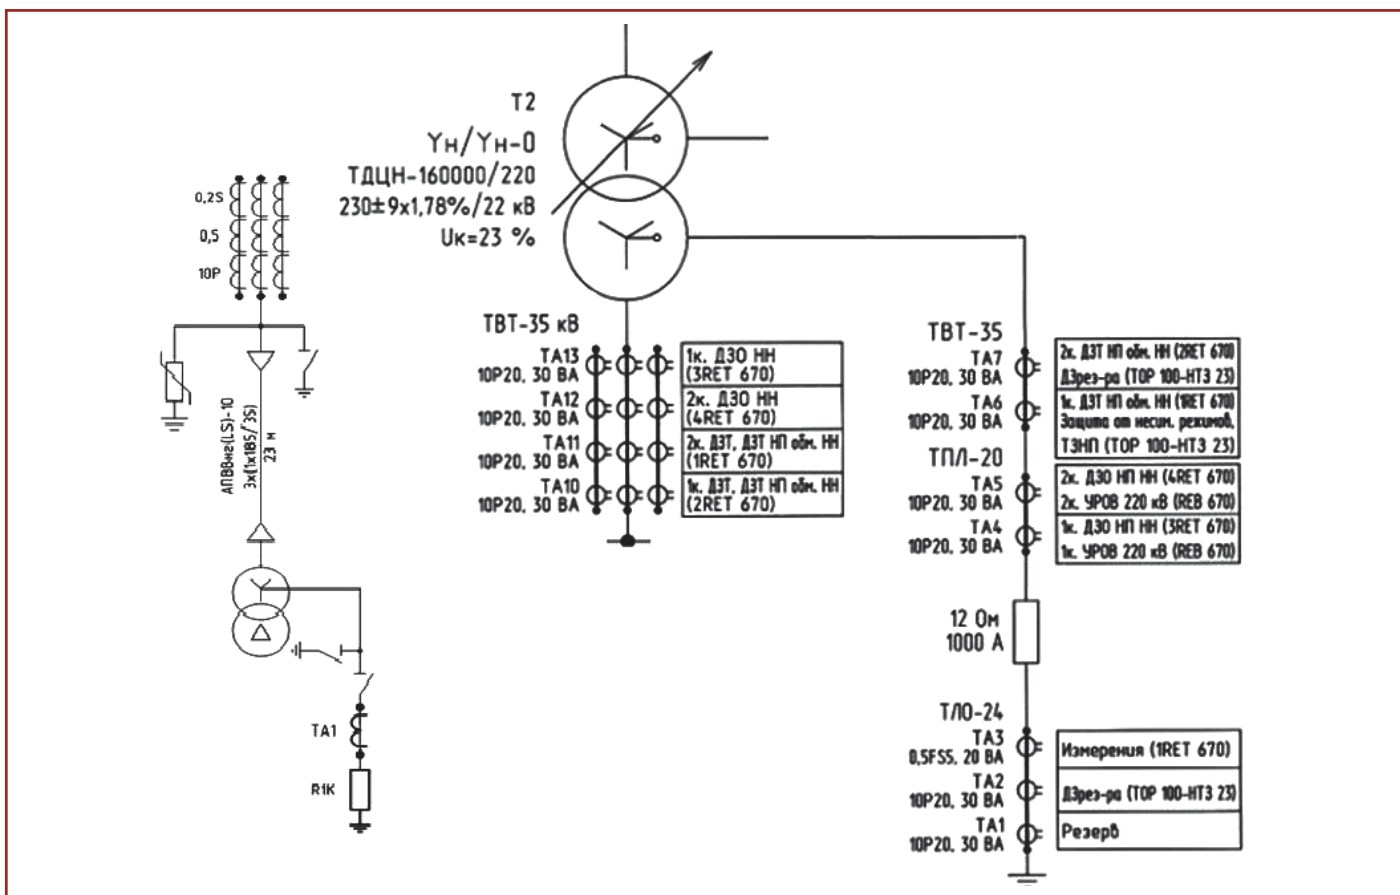 Т2
Yн/Yн-0
ТДЦН-160000/220
230±9х1,78%/22 кВ
Uк=23 %
0,2S
0,5
10Р
АПВВнг(LS)-10
3х(1х185/35)
23 м
ТА1
R1К
ТВТ-35 кВ
ТА13
10Р20, 30 ВА
1к. ДЗО НН
(3RET 670)
ТА12
10Р20, 30 ВА
2к. ДЗО НН
(4RET 670)
ТА11
10Р20, 30 ВА
2к. ДЗТ, ДЗТ НП обм. НН
(1RET 670)
ТА10
10Р20, 30 ВА
1к. ДЗТ, ДЗТ НП обм. НН
(2RET 670)
ТВТ-35
ТА7
10Р20, 30 ВА
2к. ДЗТ НП обм. НН (2RET 670)
ДЗрез-ра (ТОР 100-НТЗ 23)
ТА6
10Р20, 30 ВА
1к. ДЗТ НП обм. НН (1RET 670)
Защита от несим. режимов,
ТЗНП (ТОР 100-НТЗ 23)
ТПЛ-20
ТА5
10Р20, 30 ВА
2к. ДЗО НП НН (4RET 670)
2к. УРОВ 220 кВ (REB 670)
ТА4
10Р20, 30 ВА
1к. ДЗО НП НН (3RET 670)
1к. УРОВ 220 кВ (REB 670)
12 Ом
1000 А
ТЛО-24
ТА3
0,5FS5, 20 ВА
Измерения (1RET 670)
ТА2
10Р20, 30 ВА
ДЗрез-ра (ТОР 100-НТЗ 23)
ТА1
10Р20, 30 ВА
Резерв